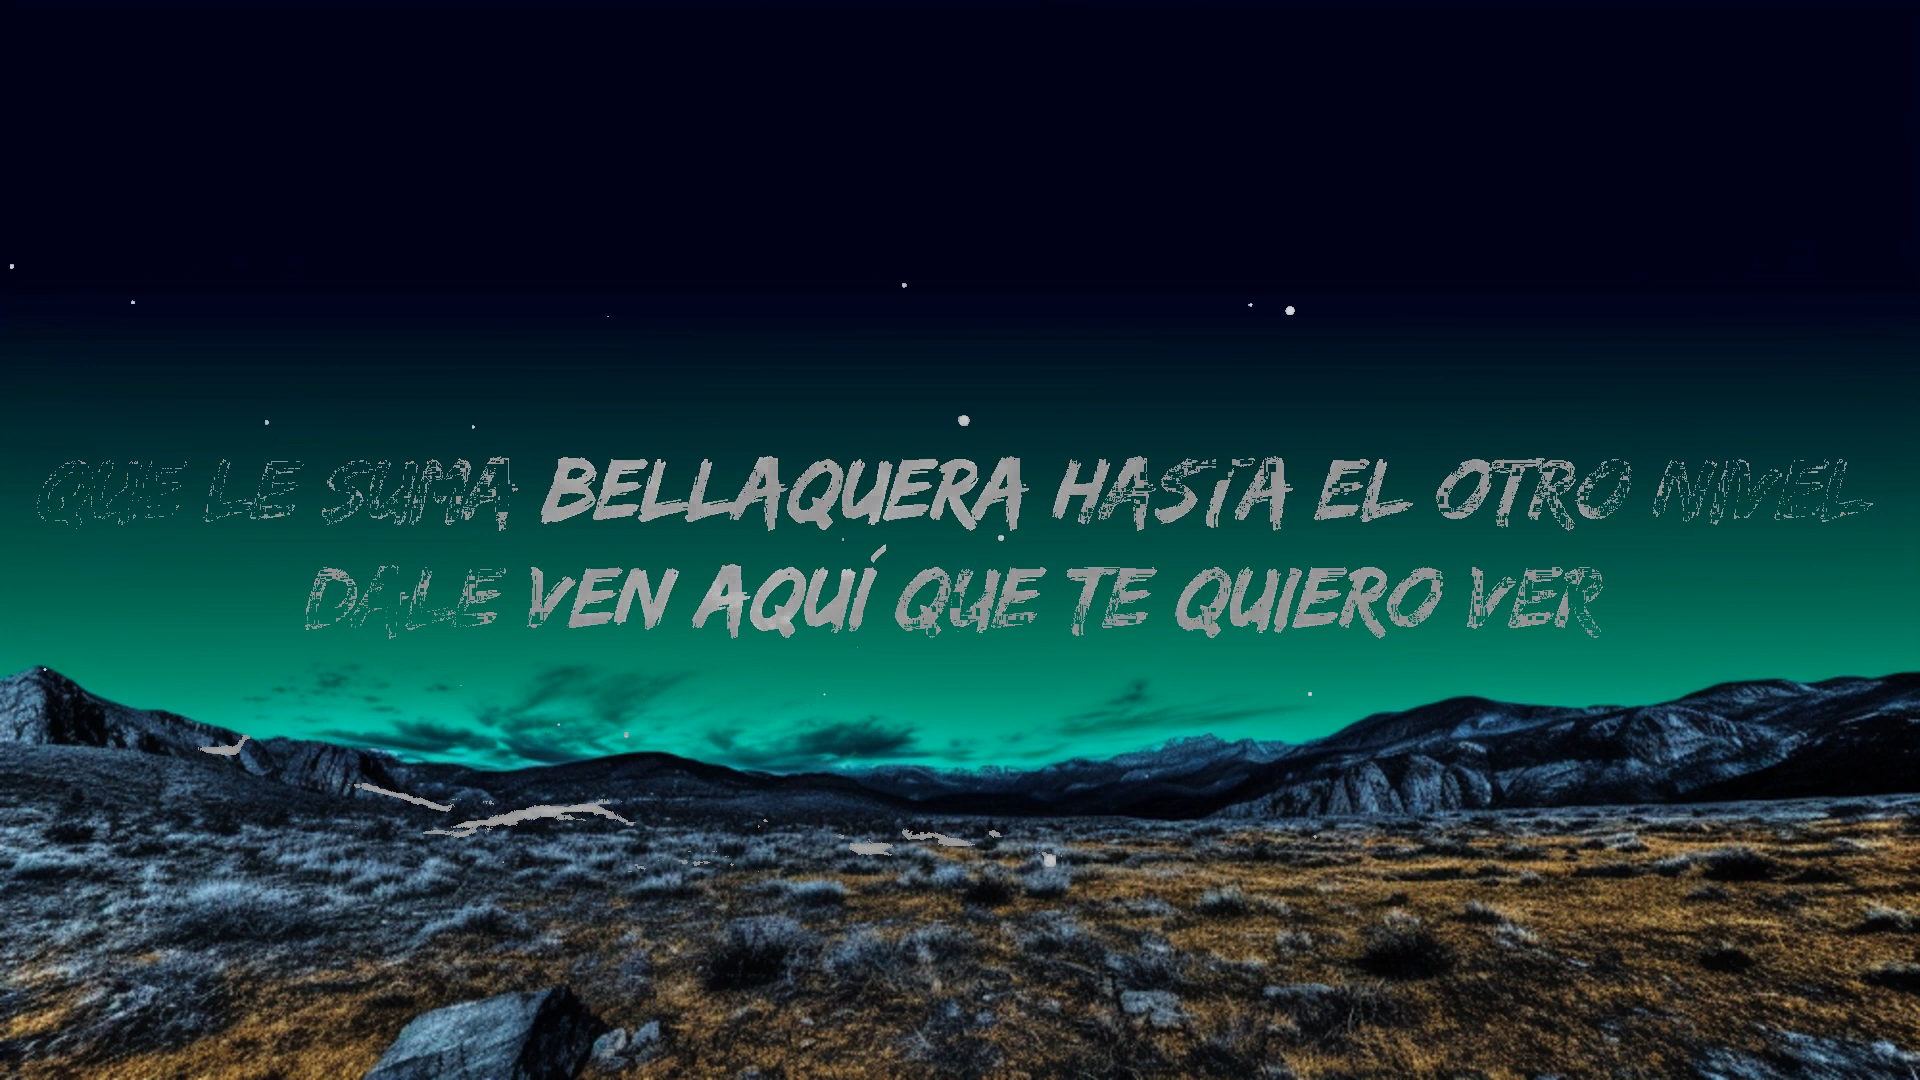 QUE LE SUMA BELLAQUERA HASTA EL OTRO NIVEL
DALE VEN AQUÍ QUE TE QUIERO VER